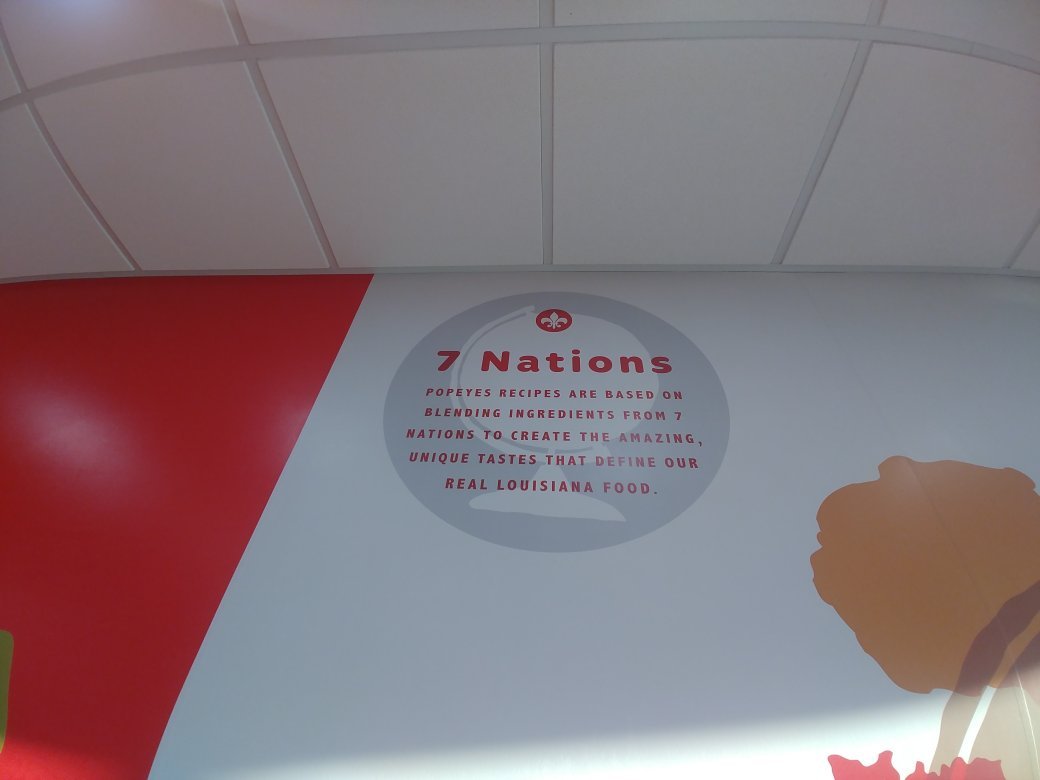 7 Nations
POPEYES RECIPES ARE BASED ON
BLENDING INGREDIENTS FROM 7
NATIONS TO CREATE THE AMAZING,
UNIQUE TASTES THAT DEFINE OUR
REAL LOUISIANA FOOD.